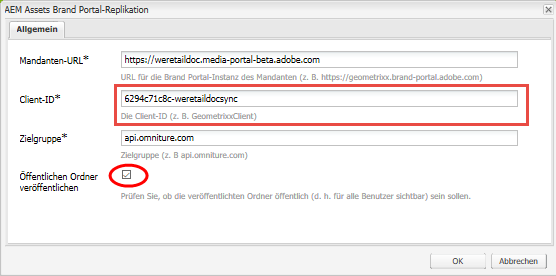 AEM Assets Brand Portal-Replikation
Allgemein
Mandanten-URL*
https://weretaildoc.media-portal-beta.adobe.com
URL für die Brand Portal-Instanz des Mandanten (z. B. https://geometrixx.brand-portal.adobe.com)
Client-ID*
6294c71c8c-weretaildocsync
Die Client-ID (z. B. GeometrixxClient)
Zielgruppe*
api.omniture.com
Zielgruppe (z. B api.omniture.com)
Öffentlichen Ordner
veröffentlichen
Prüfen Sie, ob die veröffentlichten Ordner öffentlich (d. h. für alle Benutzer sichtbar) sein sollen.
OK
Abbrechen